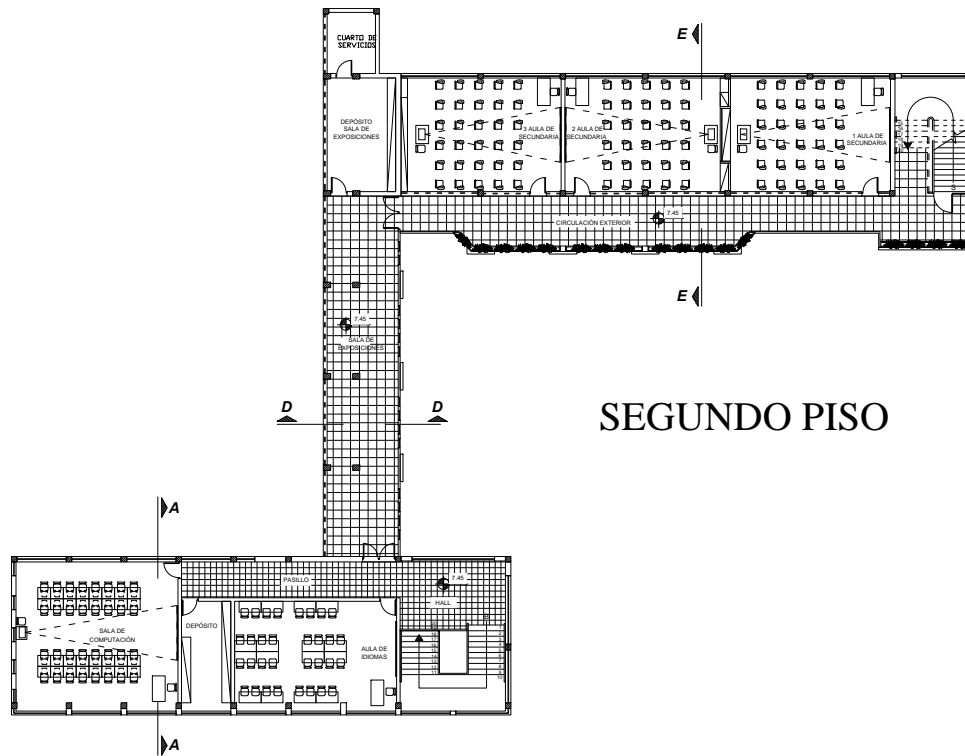 CUARTO DE
SERVICIOS
E
DEPÓSITO
SALA DE
EXPOSICIONES
3 AULA DE
SECUNDARIA
2 AULA DE
SECUNDARIA
1 AULA DE
SECUNDARIA
7.45
CIRCULACIÓN EXTERIOR
E
7.45
SALA DE
EXPOSICIONES
D
D
SEGUNDO PISO
A
PASILLO
7.45
HALL
DEPÓSITO
SALA DE
COMPUTACIÓN
AULA DE
IDIOMAS
A